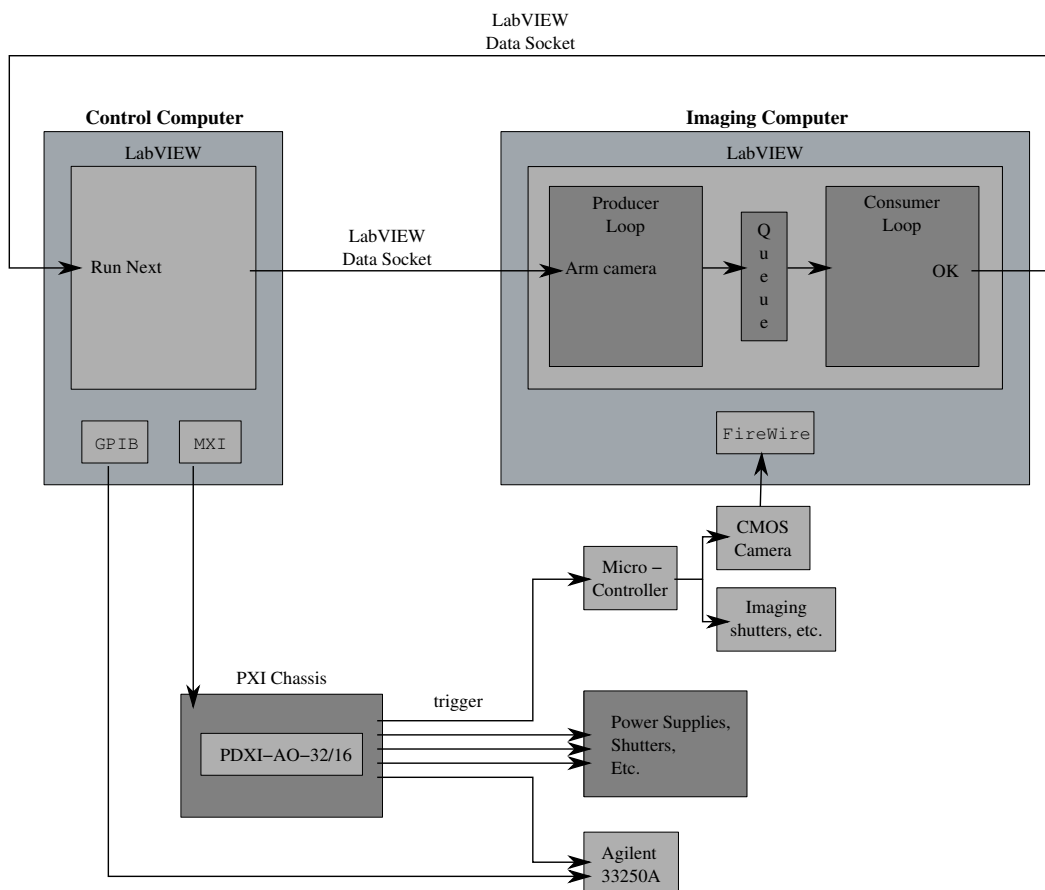 LabVIEW
Data Socket
Control Computer
LabVIEW
Run Next
LabVIEW
Data Socket
Imaging Computer
LabVIEW
Producer
Loop
Arm camera
Q
u
e
u
e
Consumer
Loop
OK
GPIB
MXI
FireWire
CMOS
Camera
Micro −
Controller
Imaging
shutters, etc.
PXI Chassis
trigger
PDXI−AO−32/16
Power Supplies,
Shutters,
Etc.
Agilent
33250A